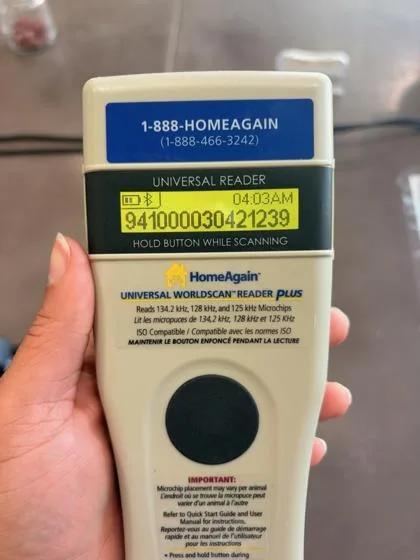 1-888-HOMEAGAIN
(1-888-466-3242)
UNIVERSAL READER
04:03AM
941000030421239
HOLD BUTTON WHILE SCANNING
HomeAgain™
UNIVERSAL WORLDSCAN™ READER PLUS
Reads 134.2 kHz, 128 kHz, and 125 kHz Microchips
Lit les micropuces de 134,2 kHz, 128 kHz et 125 KHz
ISO Compatible / Compatible avec les normes ISO
MAINTENIR LE BOUTON ENFONCÉ PENDANT LA LECTURE
IMPORTANT:
Microchip placement may vary per animal
L'endroit où se trouve la micropuce peut
varier d'un animal à l'autre
Refer to Quick Start Guide and User
Manual for instructions.
Reportez-vous au guide de démarrage
rapide et au manuel de l'utilisateur
pour les instructions
• Press and hold button during